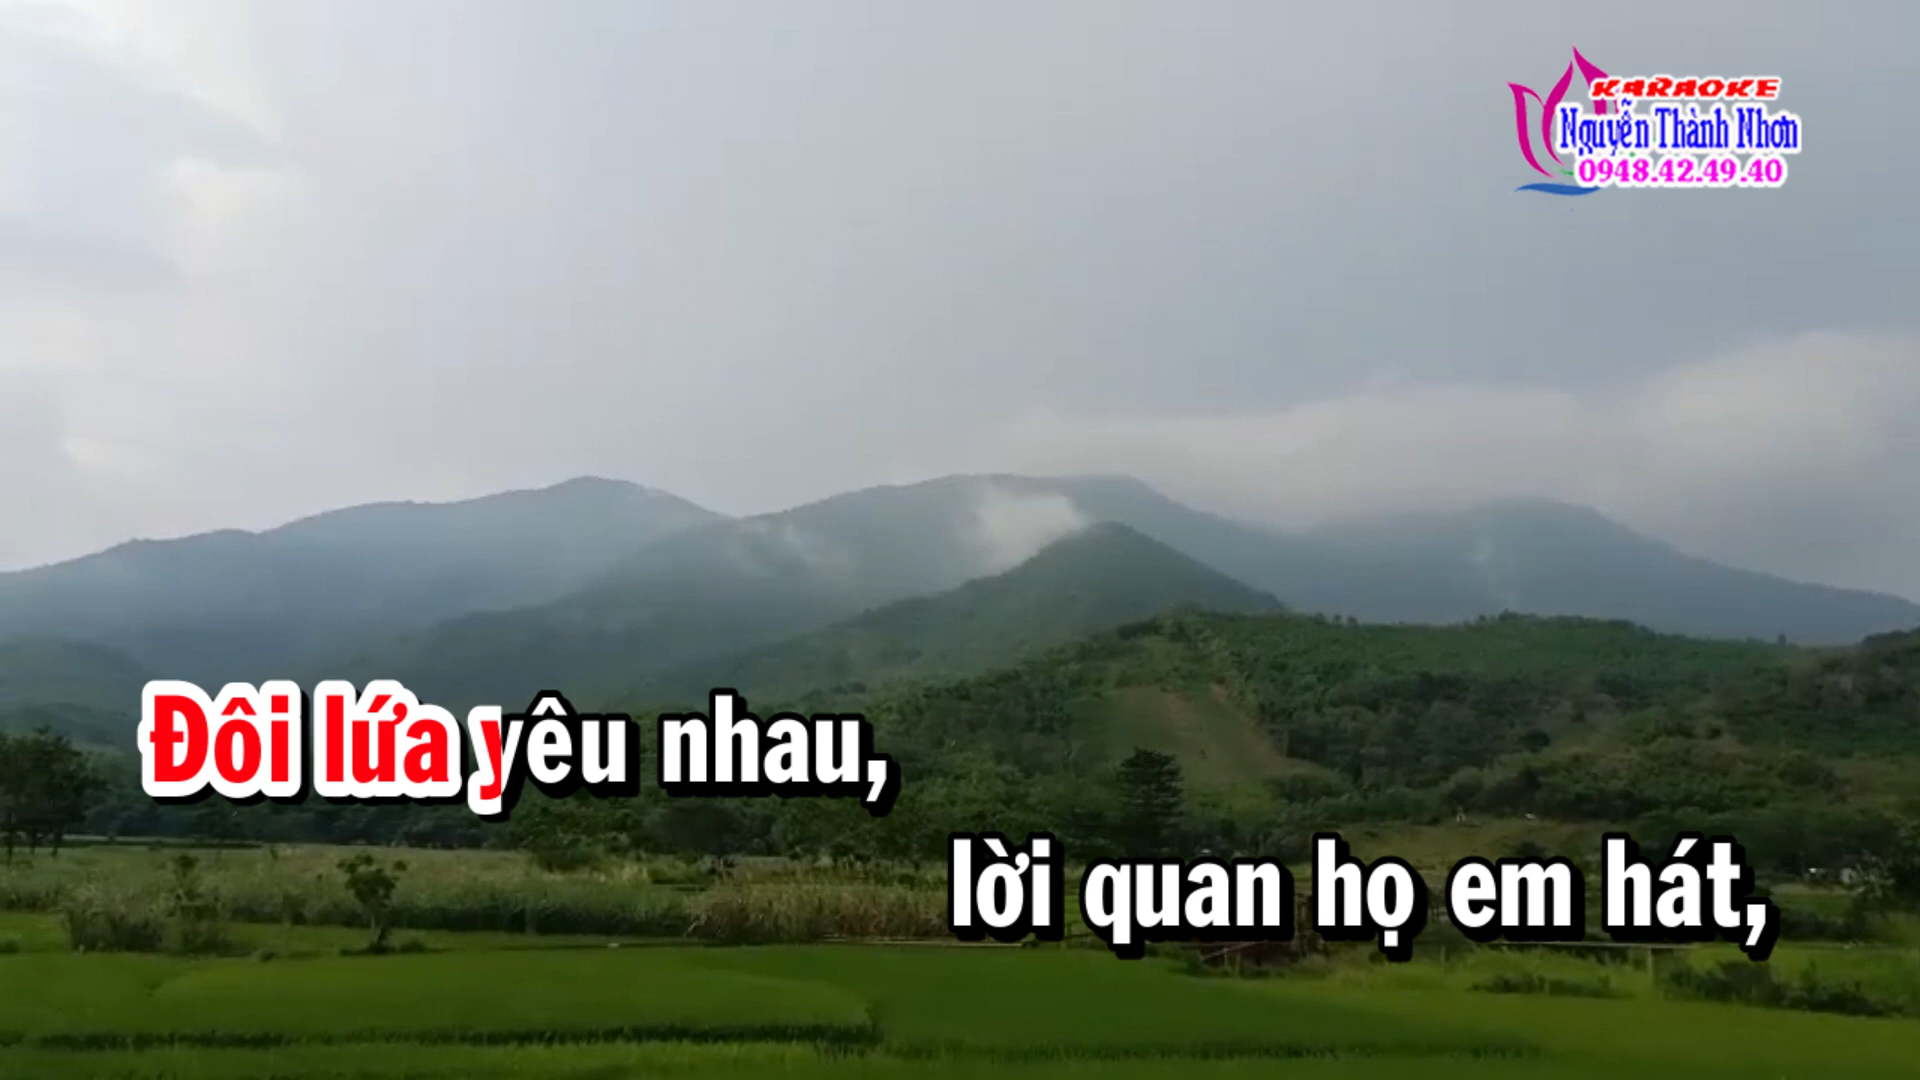 KARAOKE
Nguyễn Thành Nhơn
0948.42.49.40
Đôi lứa yêu nhau,
lời quan họ em hát,